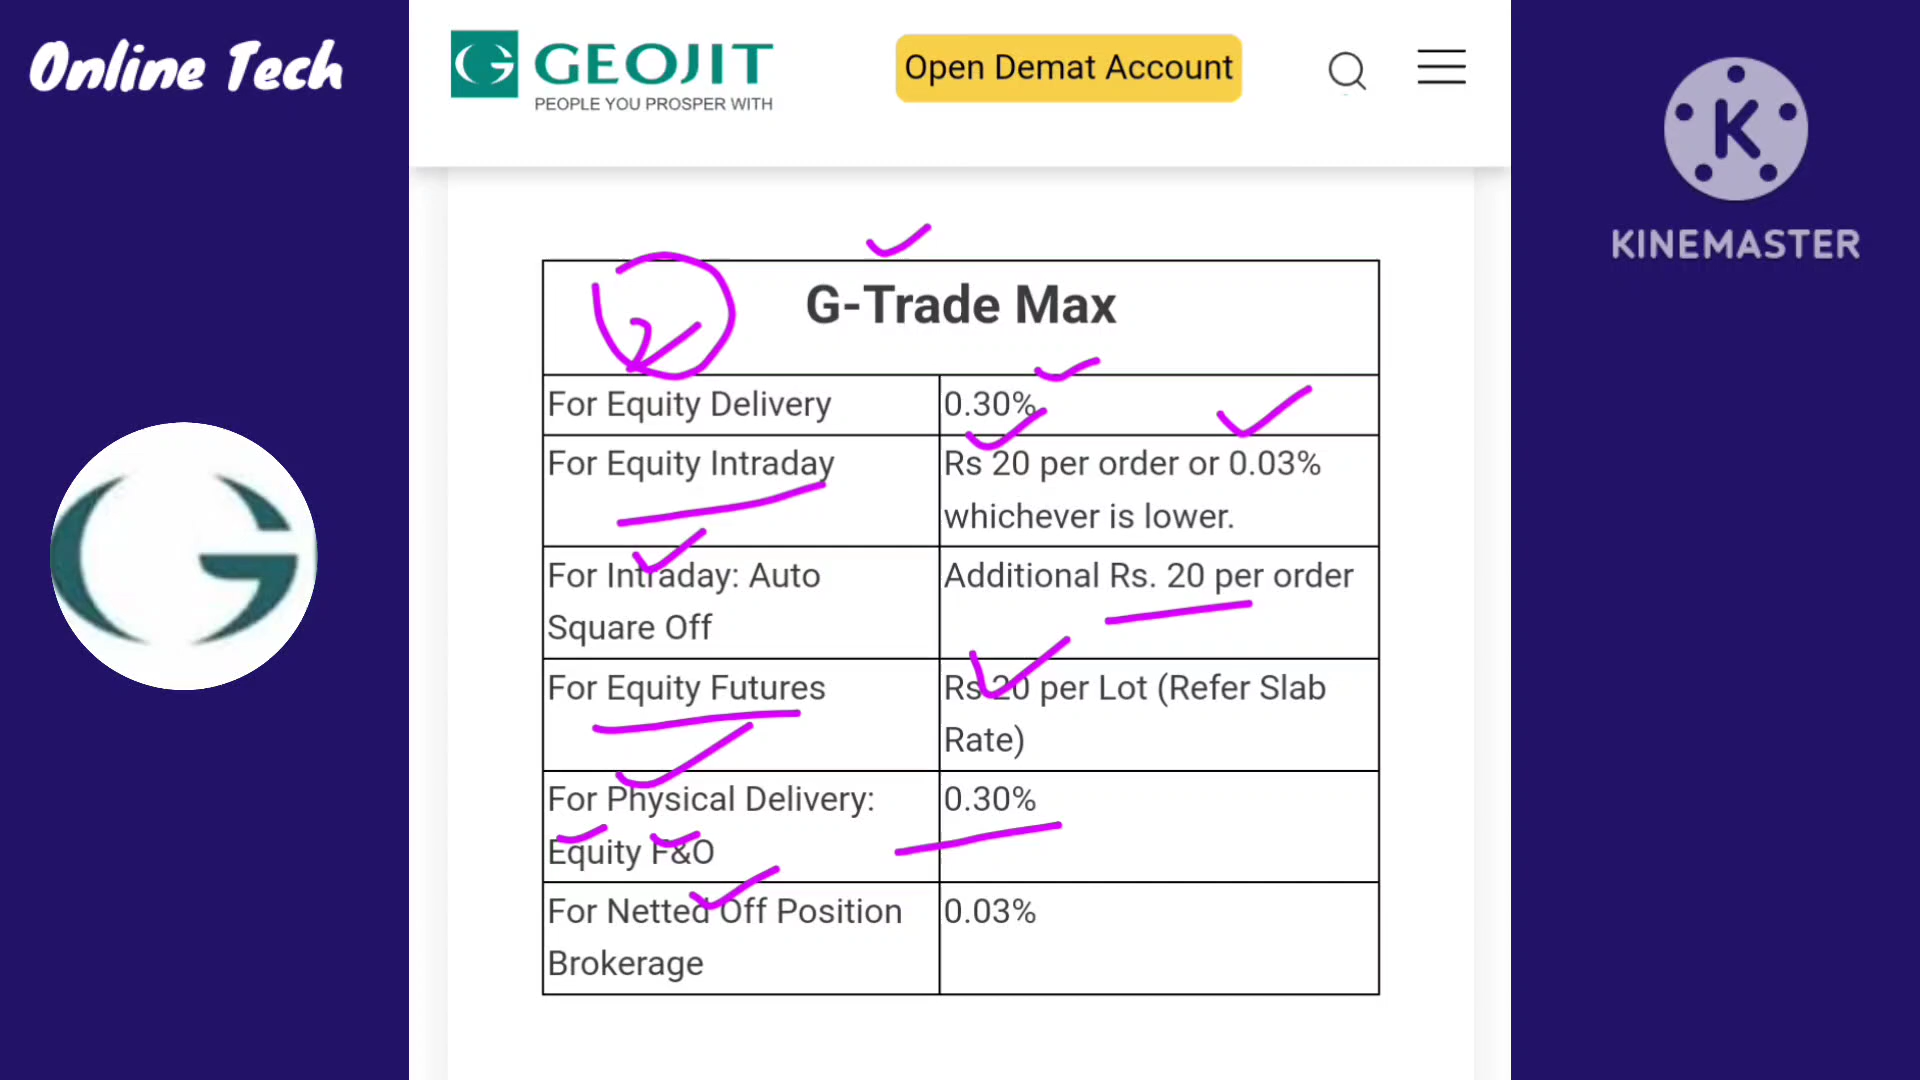 Online Tech
GEOJIT
PEOPLE YOU PROSPER WITH
Open Demat Account
K
KINEMASTER
2
G-Trade Max
For Equity Delivery 0.30%
For Equity Intraday Rs 20 per order or 0.03%
whichever is lower.
For Intraday: Auto Additional Rs. 20 per order
Square Off
For Equity Futures Rs 20 per Lot (Refer Slab
Rate)
For Physical Delivery: 0.30%
Equity F&O
For Netted Off Position 0.03%
Brokerage